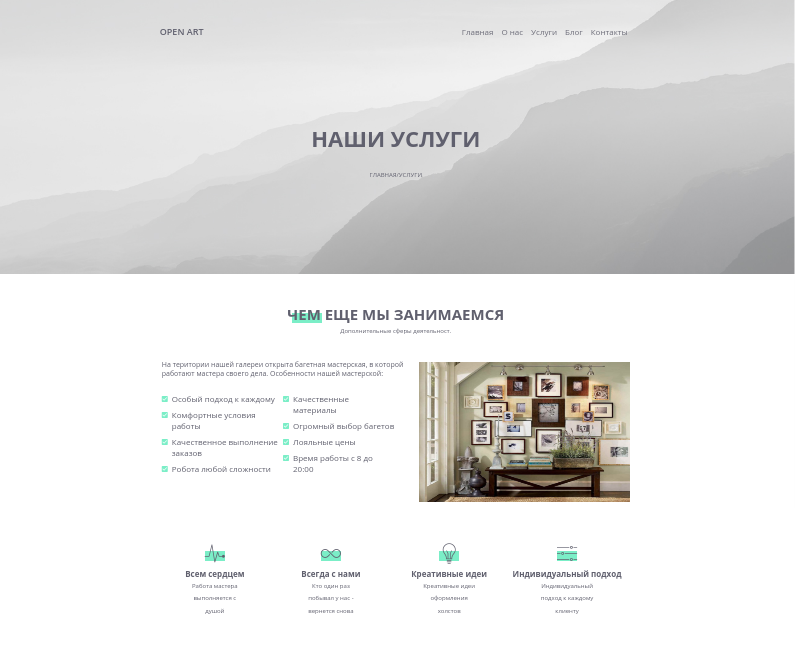 OPEN ART
Главная О нас Услуги Блог Контакты
НАШИ УСЛУГИ
ГЛАВНАЯ/УСЛУГИ
ЧЕМ ЕЩЕ МЫ ЗАНИМАЕМСЯ
Дополнительные сферы деятельност.
На територии нашей галереи открыта багетная мастерская, в которой
работают мастера своего дела. Особенности нашей мастерской:
Особый подход к каждому
Комфортные условия
работы
Качественное выполнение
заказов
Робота любой сложности
Качественные
материалы
Огромный выбор багетов
Лояльные цены
Время работы с 8 до
20:00
Всем сердцем
Работа мастера
выполняется с
душой
Всегда с нами
Кто один раз
побывал у нас -
вернется снова
Креативные идеи
Креативные идеи
оформления
холстов
Индивидуальный подход
Индивидуальный
подход к каждому
клиенту